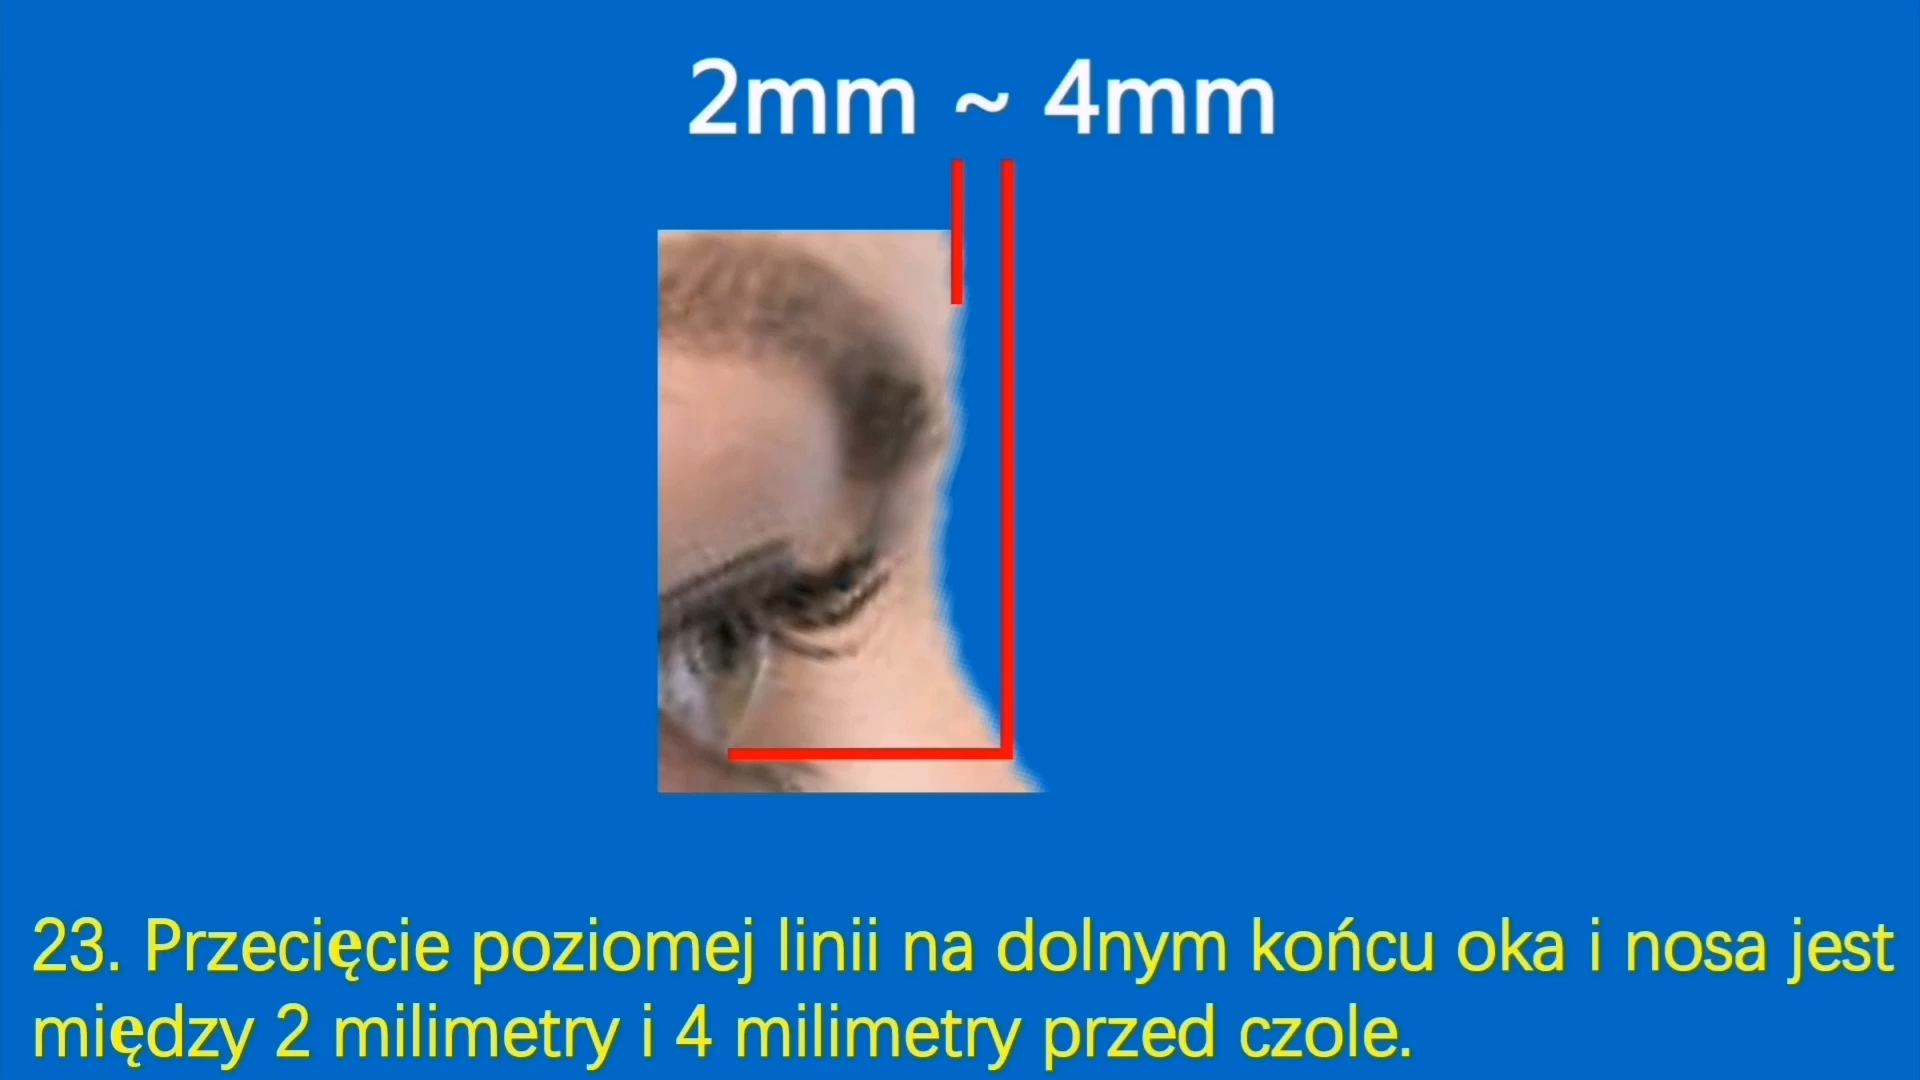 2mm ~ 4mm
23. Przecięcie poziomej linii na dolnym końcu oka i nosa jest
między 2 milimetry i 4 milimetry przed czole.